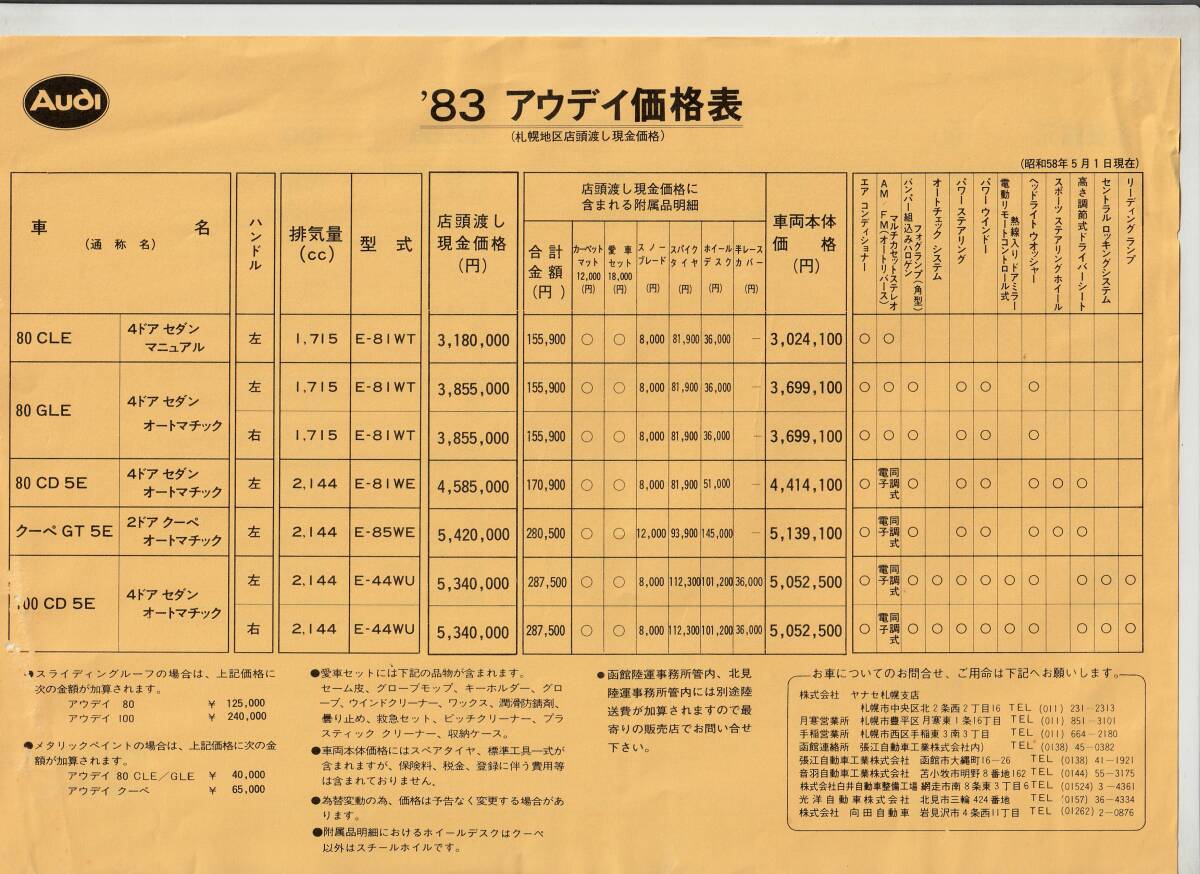 Audi
'83 アウデイ価格表
(札幌地区店頭渡し現金価格)
(昭和58年5月1日現在)
車名
(通称名)
ハンドル
排気量
(cc)
型式
店頭渡し
現金価格
(円)
店頭渡し現金価格に
含まれる附属品明細
合計
金額
(円)
カーペット
マット
12,000
(円)
愛車
セット
18,000
(円)
スノー
ブレード
(円)
スパイク
タイヤ
(円)
ホイール
デスク
(円)
手レース
カバー
(円)
車両本体
価格
(円)
エア コンディショナー
AM/FMマルチカセットステレオ
(オートリバース)
バンパー組込みハロゲン
フォグランプ(角型)
オートチェック システム
パワー ステアリング
パワー ウインドー
電動リモートコントロール式
熱線入り ドアミラー
ヘッドライト ウオッシャー
スポーツ ステアリングホイール
高さ調節式ドライバーシート
セントラル ロッキングシステム
リーディング ランプ
80 CLE 4ドア セダン
マニュアル
左 1,715 E-81WT 3,180,000 155,900 ○ ○ 8,000 81,900 36,000 — 3,024,100 ○ ○
80 GLE 4ドア セダン
オートマチック
左 1,715 E-81WT 3,855,000 155,900 ○ ○ 8,000 81,900 36,000 — 3,699,100 ○ ○ ○ ○ ○ ○
右 1,715 E-81WT 3,855,000 155,900 ○ ○ 8,000 81,900 36,000 — 3,699,100 ○ ○ ○ ○ ○ ○
80 CD 5E 4ドア セダン
オートマチック
左 2,144 E-81WE 4,585,000 170,900 ○ ○ 8,000 81,900 51,000 — 4,414,100 ○ 電子同調式 ○ ○ ○ ○ ○ ○
クーペ GT 5E 2ドア クーペ
オートマチック
左 2,144 E-85WE 5,420,000 280,500 ○ ○ 12,000 93,900 145,000 — 5,139,100 ○ 電子同調式 ○ ○ ○ ○ ○ ○
100 CD 5E 4ドア セダン
オートマチック
左 2,144 E-44WU 5,340,000 287,500 ○ ○ 8,000 112,300 101,200 36,000 5,052,500 ○ 電子同調式 ○ ○ ○ ○ ○ ○ ○ ○ ○
右 2,144 E-44WU 5,340,000 287,500 ○ ○ 8,000 112,300 101,200 36,000 5,052,500 ○ 電子同調式 ○ ○ ○ ○ ○ ○ ○ ○ ○
●スライディングルーフの場合は、上記価格に
次の金額が加算されます。
アウデイ 80 ¥ 125,000
アウデイ 100 ¥ 240,000
●メタリックペイントの場合は、上記価格に次の金
額が加算されます。
アウデイ 80 CLE/GLE ¥ 40,000
アウデイ クーペ ¥ 65,000
●愛車セットには下記の品物が含まれます。
セーム皮、グローブモップ、キーホルダー、グロ
ーブ、ウインドクリーナー、ワックス、潤滑防錆剤、
曇り止め、救急セット、ピッチクリーナー、プラ
スティック クリーナー、収納ケース。
●車両本体価格にはスペアタイヤ、標準工具一式が
含まれますが、保険料、税金、登録に伴う費用等
は含まれておりません。
●為替変動の為、価格は予告なく変更する場合があ
ります。
●附属品明細におけるホイールデスクはクーペ
以外はスチールホイルです。
●函館陸運事務所管内、北見
陸運事務所管内には別途陸
送費が加算されますので最
寄りの販売店でお問い合せ
下さい。
お車についてのお問合せ、ご用命は下記へお願いします。
株式会社 ヤナセ札幌支店
札幌市中央区北2条西2丁目16 TEL (011) 231-2313
月寒営業所 札幌市豊平区月寒東1条16丁目 TEL (011) 851-3101
手稲営業所 札幌市西区手稲東3南3丁目 TEL (011) 664-2180
函館連絡所 張江自動車工業株式会社内) TEL (0138) 45-0382
張江自動車工業株式会社 函館市大縄町16-26 TEL (0138) 41-1921
音羽自動車工業株式会社 苫小牧市明野8番地162 TEL (0144) 55-3175
株式会社白井自動車整備工場 網走市南8条東3丁目6 TEL (01524) 3-4361
光洋自動車株式会社 北見市三輪424番地 TEL (0157) 36-4334
株式会社 向田自動車 岩見沢市4条西11丁目 TEL (01262) 2-0876